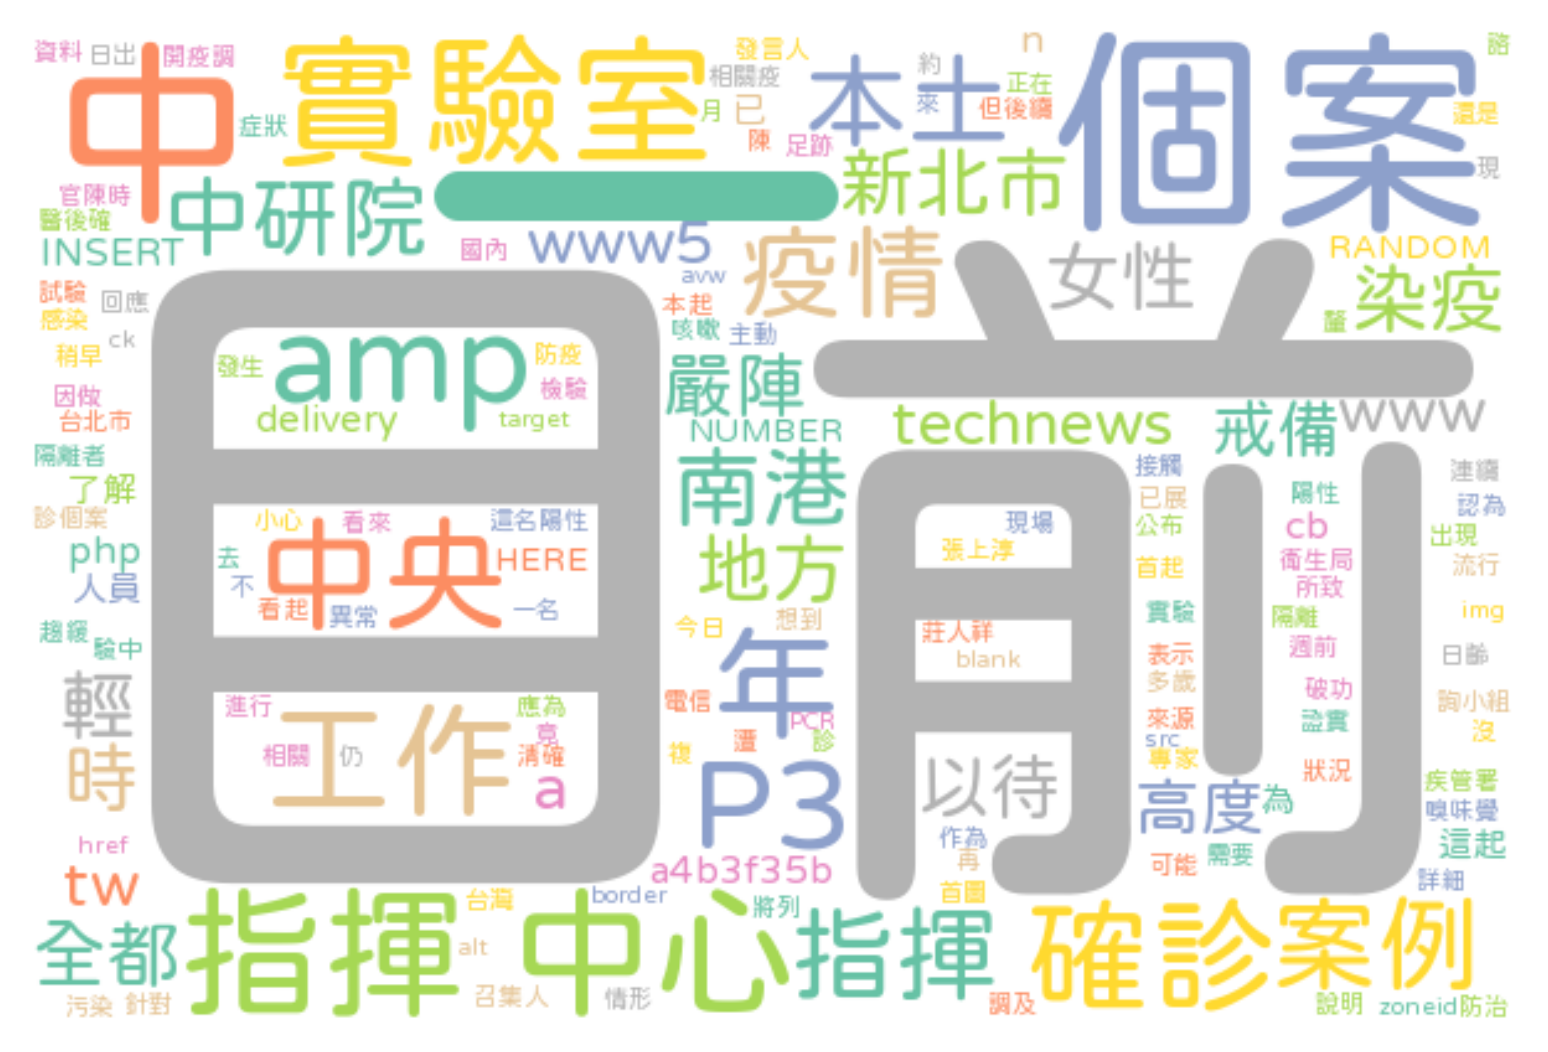 資料 日出 開疫調 中 實驗室 發言人 相關疫 月 已 陳 足跡 本土 約 來 n 正在 但後續 個案 還是 現
症狀 官陳時 醫後確 中研院 一 新北市
INSERT 國內 www5 avw 疫情 女性 RANDOM 染疫
試驗 回應 感染 ck 稍早 本起 咳嗽 主動
目前
發生 amp 防疫 檢驗 delivery target
因做 台北市 嚴陣 NUMBER technews 戒備 www
隔離者 了解 診個案 南港 接觸 已展 公布 陽性 cb 連續 認為 出現
小心 看來 這名陽性 去 中央 HERE 不 看起 異常 一名
php 人員 地方 現場 張上淳 首起 衛生局 所致 流行
趨緩 驗中 今日 想到 年 莊人祥 blank 實驗 隔離 img
表示 週前 日齡 多歲 破功 詢小組
輕 時 進行 工作 應為 竟 相關 仍 清確 a
電信 PCR 複 遭 診 來源 src 專家 證實 沒 狀況
P3 以待 高度 為 疾管署 嗅味覺 這起
href tw a4b3f35b 作為 再 可能 需要 詳細
全都 指揮 台灣 alt 中心 border 將列 指揮 首圖 確診 案例
污染 針對 召集人 情形 調及 說明 zoneid 防治